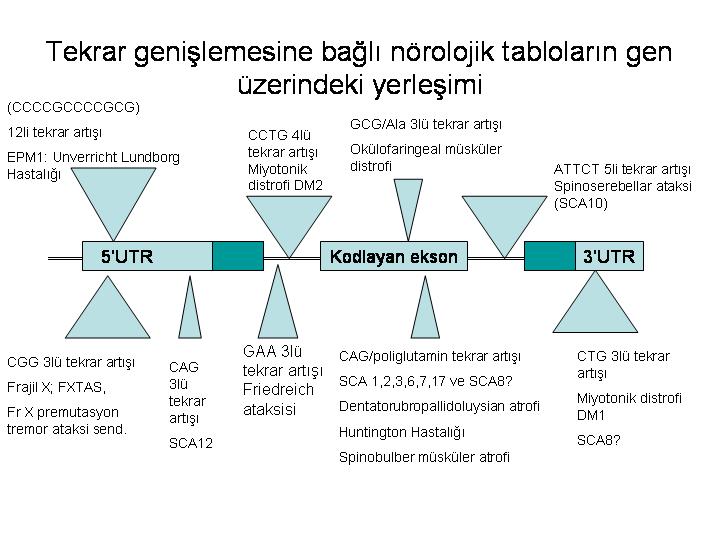 Tekrar genişlemesine bağlı nörolojik tabloların gen
üzerindeki yerleşimi
(CCCCGCCCCGCG)
12li tekrar artışı
EPM1: Unverricht Lundborg
Hastalığı
CCTG 4lü
tekrar artışı
Miyotonik
distrofi DM2
GCG/Ala 3lü tekrar artışı
Okülofaringeal müsküler
distrofi
ATTCT 5li tekrar artışı
Spinoserebellar ataksi
(SCA10)
5'UTR
Kodlayan ekson
3'UTR
CGG 3lü tekrar artışı
Frajil X; FXTAS,
Fr X premutasyon
tremor ataksi send.
CAG
3lü
tekrar
artışı
SCA12
GAA 3lü
tekrar artışı
Friedreich
ataksisi
CAG/poliglutamin tekrar artışı
SCA 1,2,3,6,7,17 ve SCA8?
Dentatorubropallidoluysian atrofi
Huntington Hastalığı
Spinobulber müsküler atrofi
CTG 3lü tekrar
artışı
Miyotonik distrofi
DM1
SCA8?